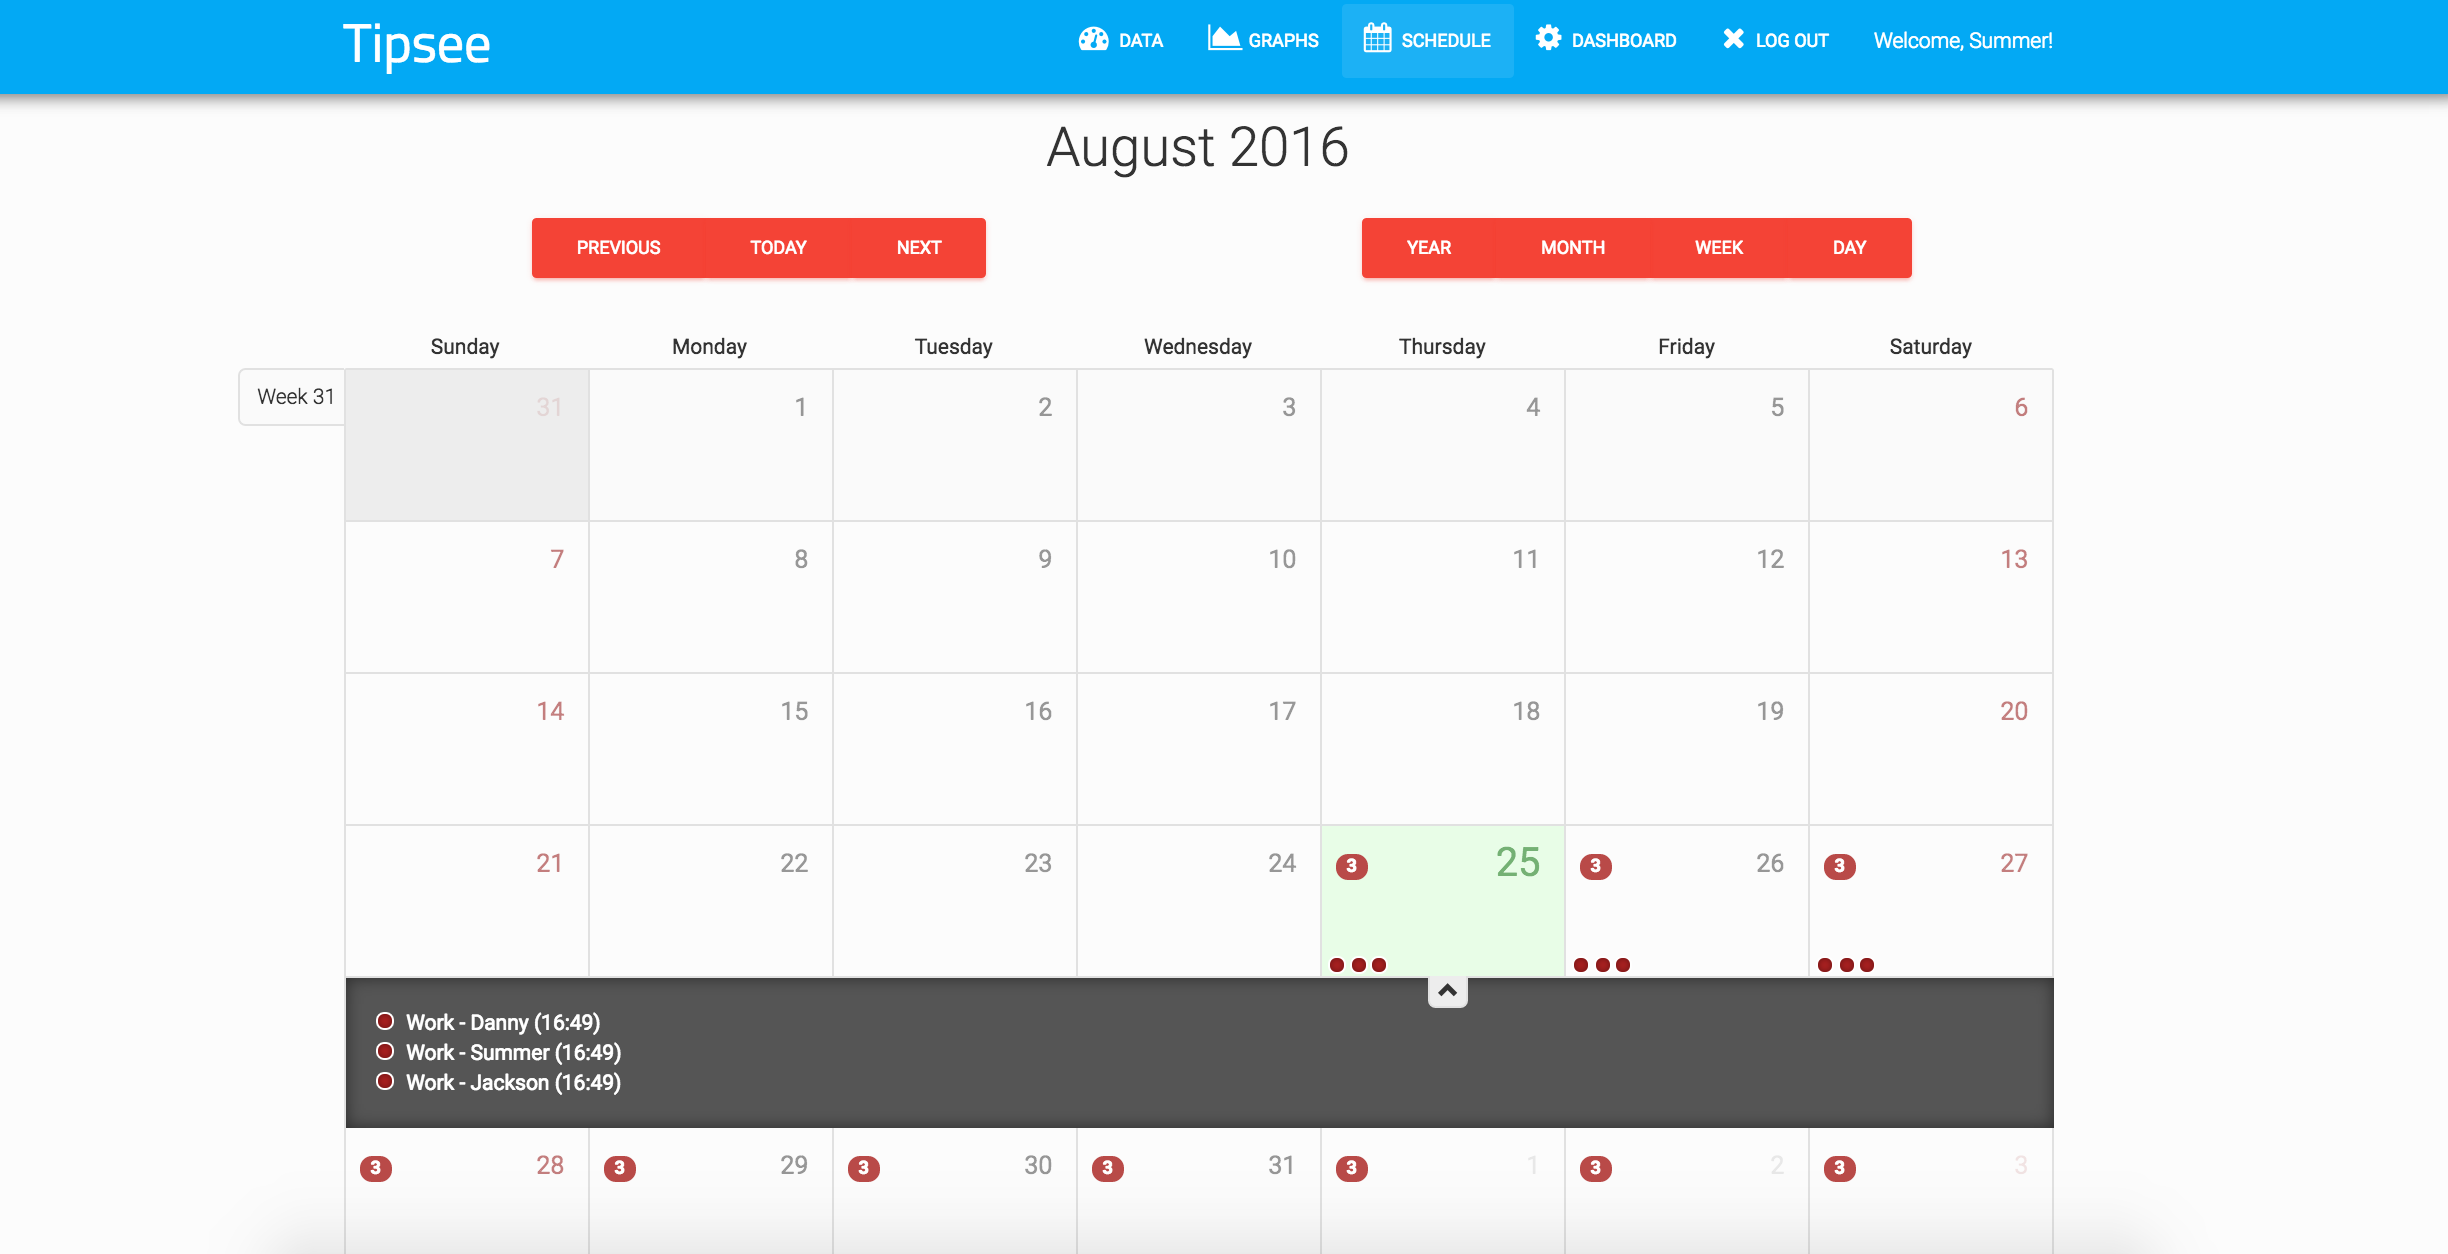 Tipsee
DATA GRAPHS SCHEDULE DASHBOARD LOG OUT Welcome, Summer!
August 2016
PREVIOUS TODAY NEXT YEAR MONTH WEEK DAY
Sunday Monday Tuesday Wednesday Thursday Friday Saturday
Week 31
31 1 2 3 4 5 6
7 8 9 10 11 12 13
14 15 16 17 18 19 20
21 22 23 24 3 25 3 26 3 27
Work - Danny (16:49)
Work - Summer (16:49)
Work - Jackson (16:49)
3 28 3 29 3 30 3 31 3 1 3 2 3 3